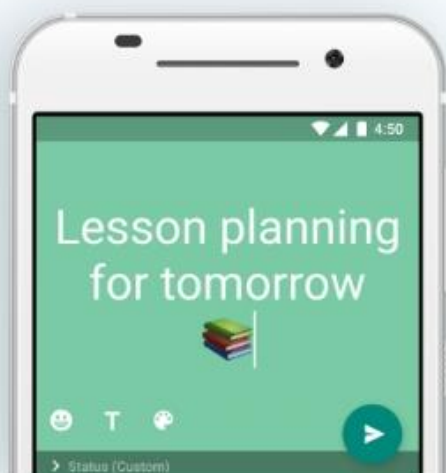 4:50
Lesson planning
for tomorrow
📚
T
Status (Custom)